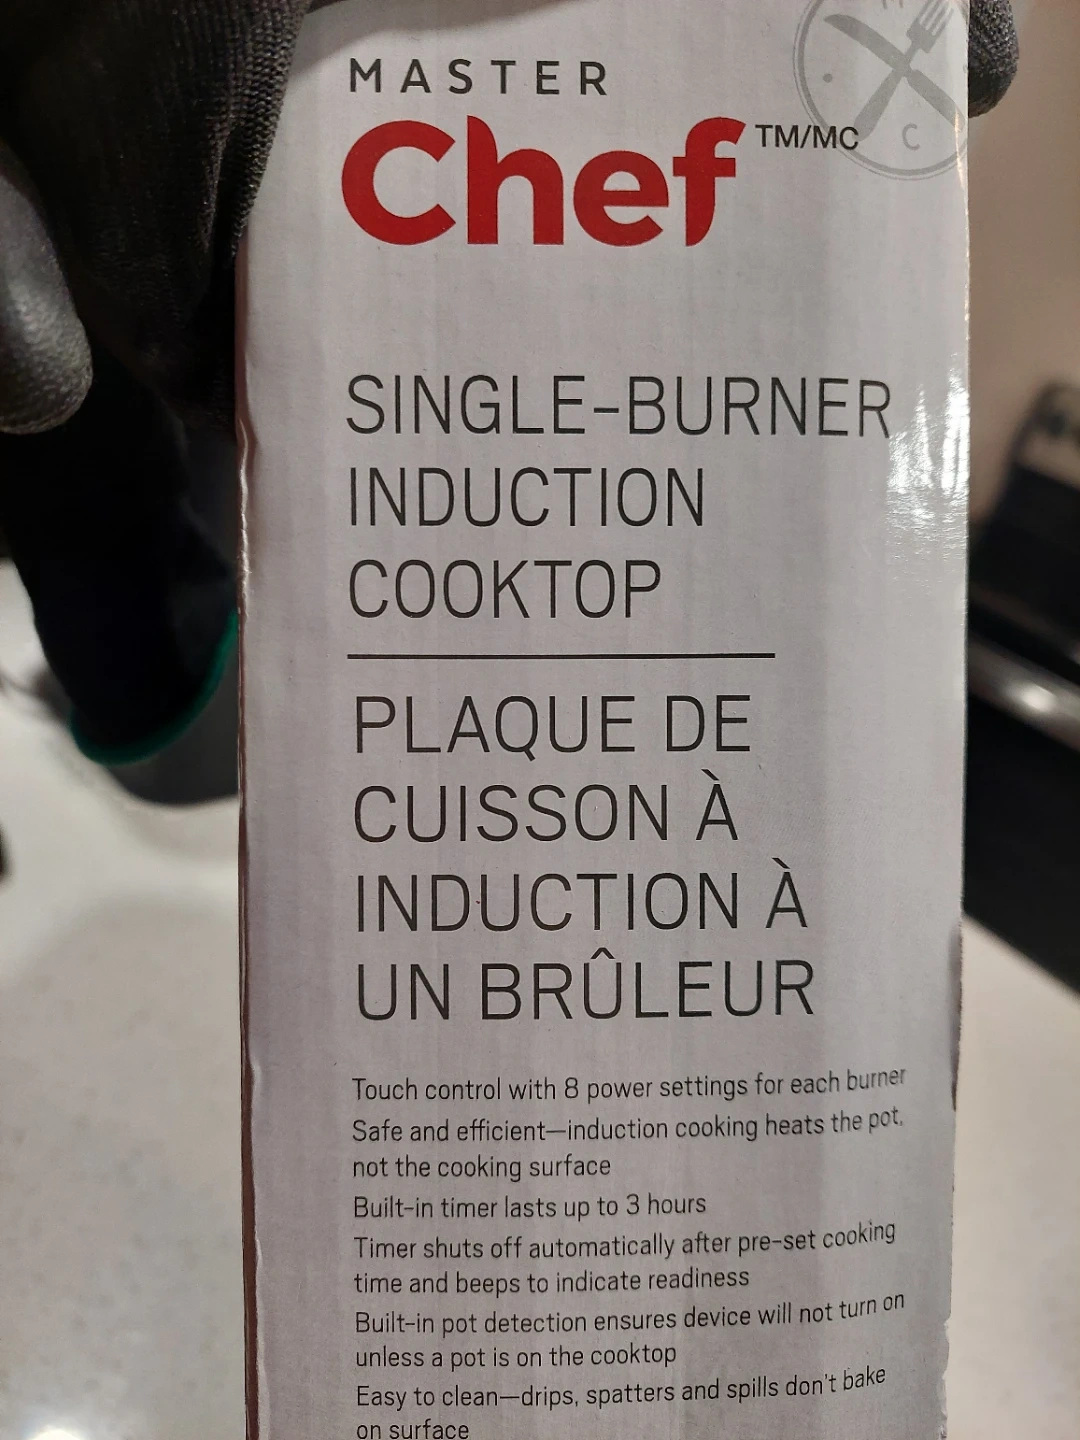 MASTER
Chef TM/MC
C
SINGLE-BURNER
INDUCTION
COOKTOP
PLAQUE DE
CUISSON À
INDUCTION À
UN BRÛLEUR
Touch control with 8 power settings for each burner
Safe and efficient—induction cooking heats the pot,
not the cooking surface
Built-in timer lasts up to 3 hours
Timer shuts off automatically after pre-set cooking
time and beeps to indicate readiness
Built-in pot detection ensures device will not turn on
unless a pot is on the cooktop
Easy to clean—drips, spatters and spills don't bake
on surface